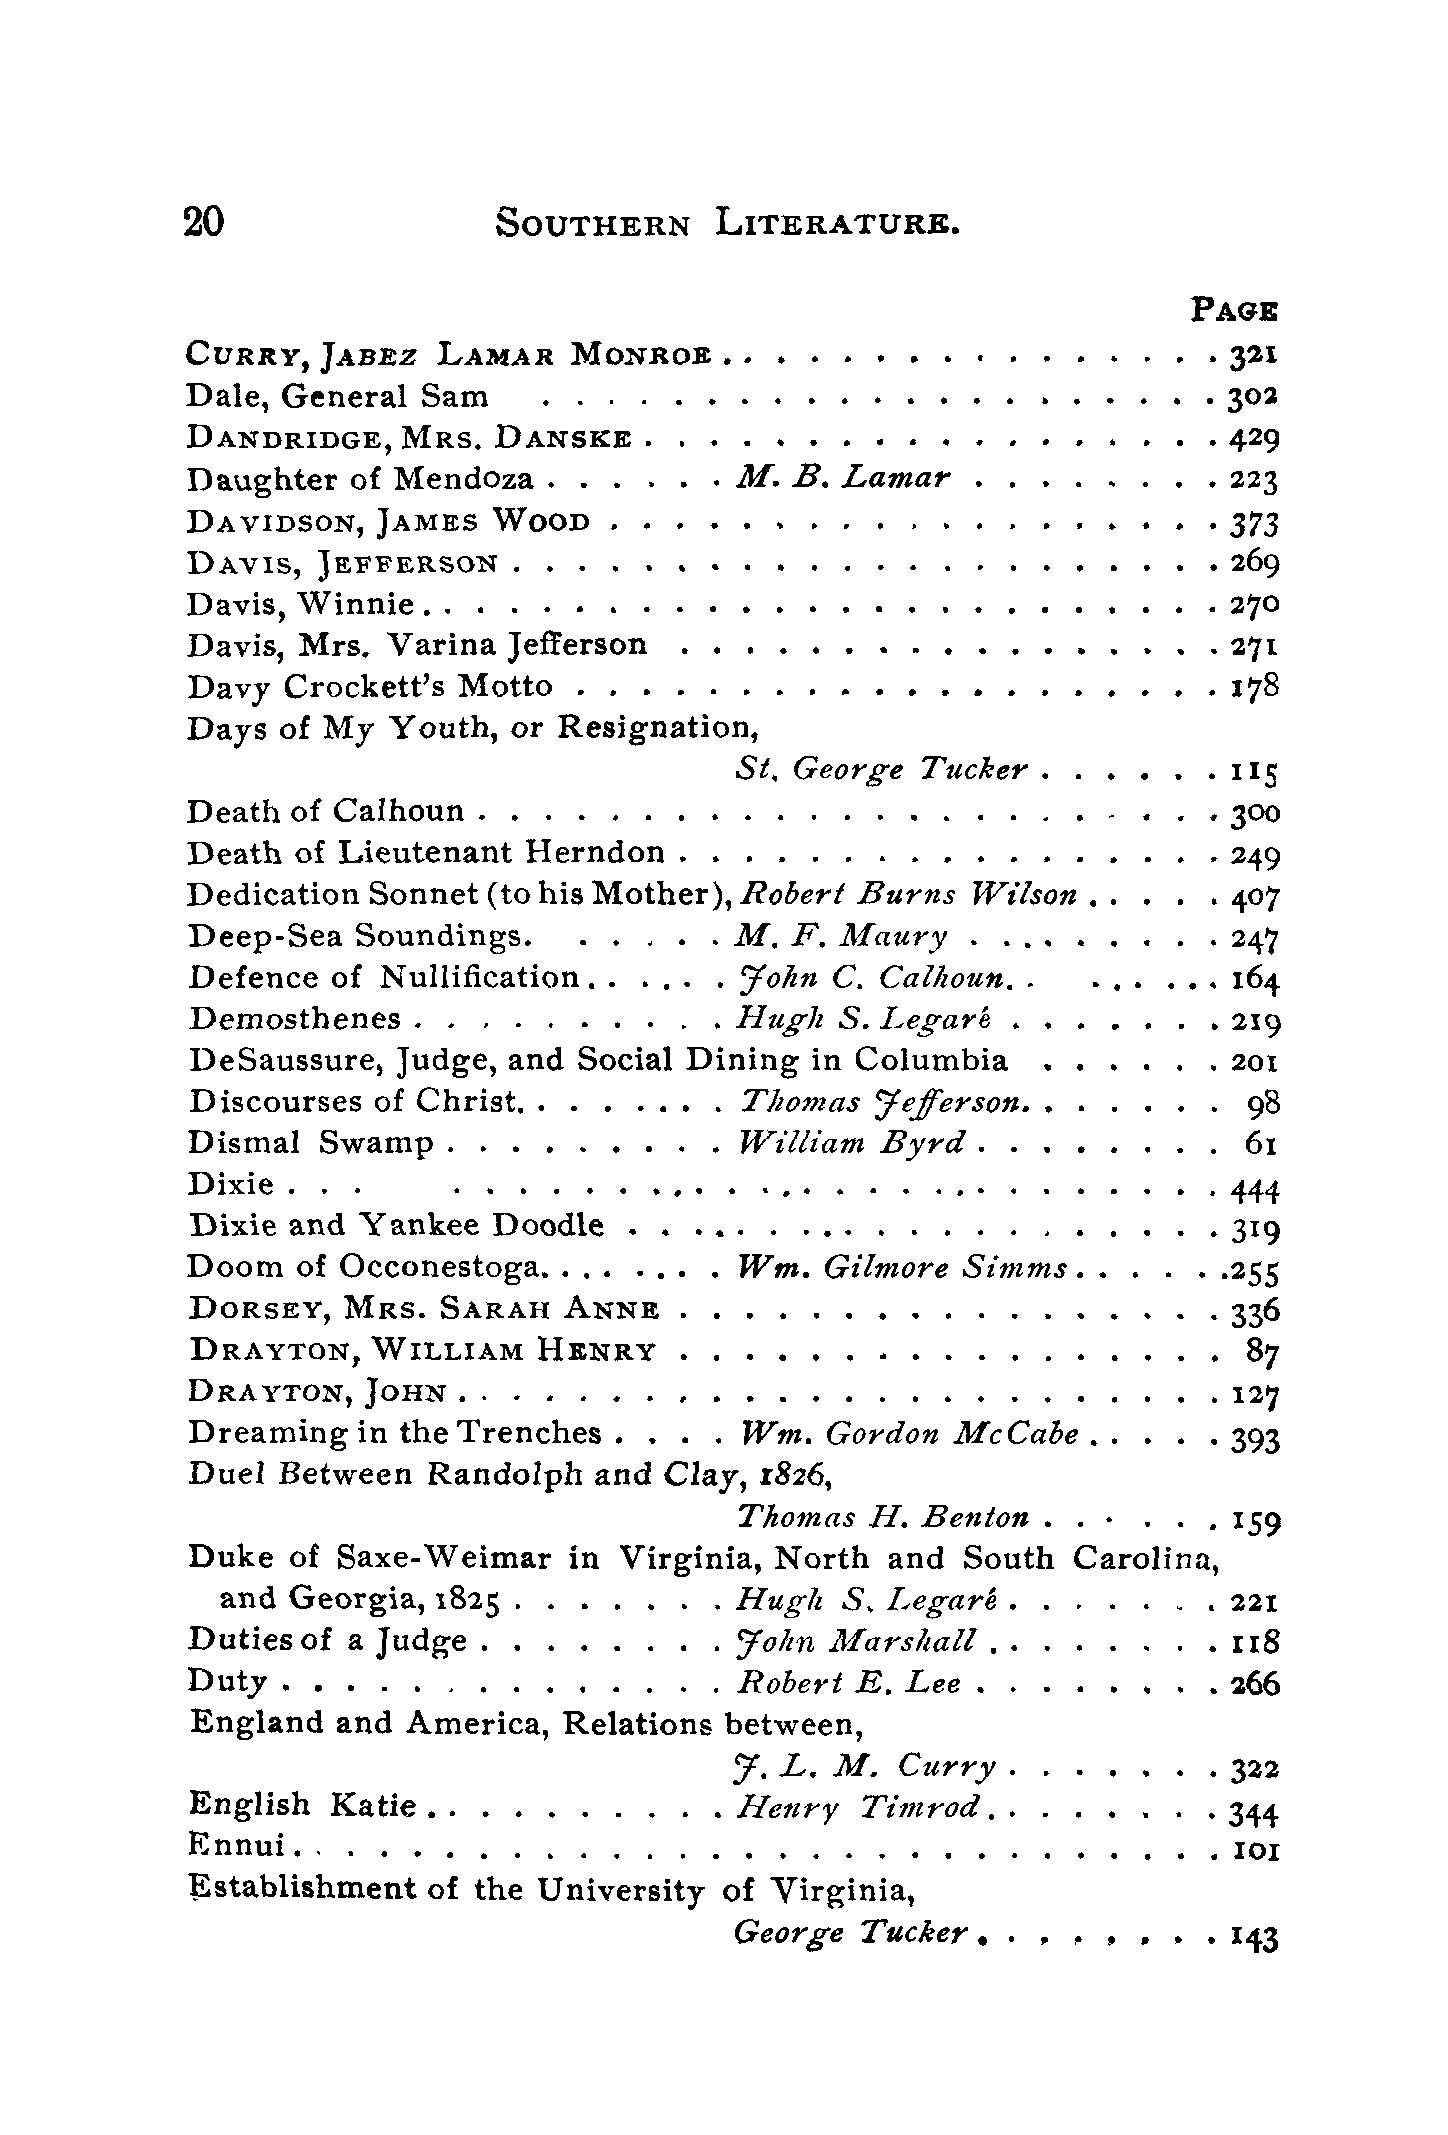 20 SOUTHERN LITERATURE.
PAGE
CURRY, JABEZ LAMAR MONROE . . . . . . . . . . . . . . . . 321
Dale, General Sam . . . . . . . . . . . . . . . . . . . . . 302
DANDRIDGE, MRS. DANSKE . . . . . . . . . . . . . . . . . . 429
Daughter of Mendoza . . . . . . M. B. Lamar . . . . . . . . 223
DAVIDSON, JAMES WOOD . . . . . . . . . . . . . . . . . . . 373
DAVIS, JEFFERSON . . . . . . . . . . . . . . . . . . . . . . 269
Davis, Winnie . . . . . . . . . . . . . . . . . . . . . . . . . 270
Davis, Mrs. Varina Jefferson . . . . . . . . . . . . . . . . . 271
Davy Crockett's Motto . . . . . . . . . . . . . . . . . . . . 178
Days of My Youth, or Resignation,
St. George Tucker . . . . . . 115
Death of Calhoun . . . . . . . . . . . . . . . . . . . . . . . 300
Death of Lieutenant Herndon . . . . . . . . . . . . . . . . . 249
Dedication Sonnet (to his Mother), Robert Burns Wilson . . . . . 407
Deep-Sea Soundings. . . . . . M. F. Maury . . . . . . . . . 247
Defence of Nullification . . . . . . John C. Calhoun. . . . . . . . 164
Demosthenes . . . . . . . . . . Hugh S. Legaré . . . . . . . 219
DeSaussure, Judge, and Social Dining in Columbia . . . . . . 201
Discourses of Christ. . . . . . . . Thomas Jefferson. . . . . . . 98
Dismal Swamp . . . . . . . . . William Byrd . . . . . . . . 61
Dixie . . . . . . . . . . . . . . . . . . . . . . . . . . . 444
Dixie and Yankee Doodle . . . . . . . . . . . . . . . . . . . 319
Doom of Occonestoga. . . . . . . . Wm. Gilmore Simms . . . . . .255
DORSEY, MRS. SARAH ANNE . . . . . . . . . . . . . . . . . 336
DRAYTON, WILLIAM HENRY . . . . . . . . . . . . . . . . . 87
DRAYTON, JOHN . . . . . . . . . . . . . . . . . . . . . . . . 127
Dreaming in the Trenches . . . . Wm. Gordon McCabe . . . . . 393
Duel Between Randolph and Clay, 1826,
Thomas H. Benton . . . . . . 159
Duke of Saxe-Weimar in Virginia, North and South Carolina,
and Georgia, 1825 . . . . . . . Hugh S. Legaré . . . . . . . 221
Duties of a Judge . . . . . . . . John Marshall . . . . . . . . 118
Duty . . . . . . . . . . . . . . Robert E. Lee . . . . . . . . 266
England and America, Relations between,
J. L. M. Curry . . . . . . . 322
English Katie . . . . . . . . . . Henry Timrod . . . . . . . . 344
Ennui . . . . . . . . . . . . . . . . . . . . . . . . . . . . . 101
Establishment of the University of Virginia,
George Tucker . . . . . . . . 143